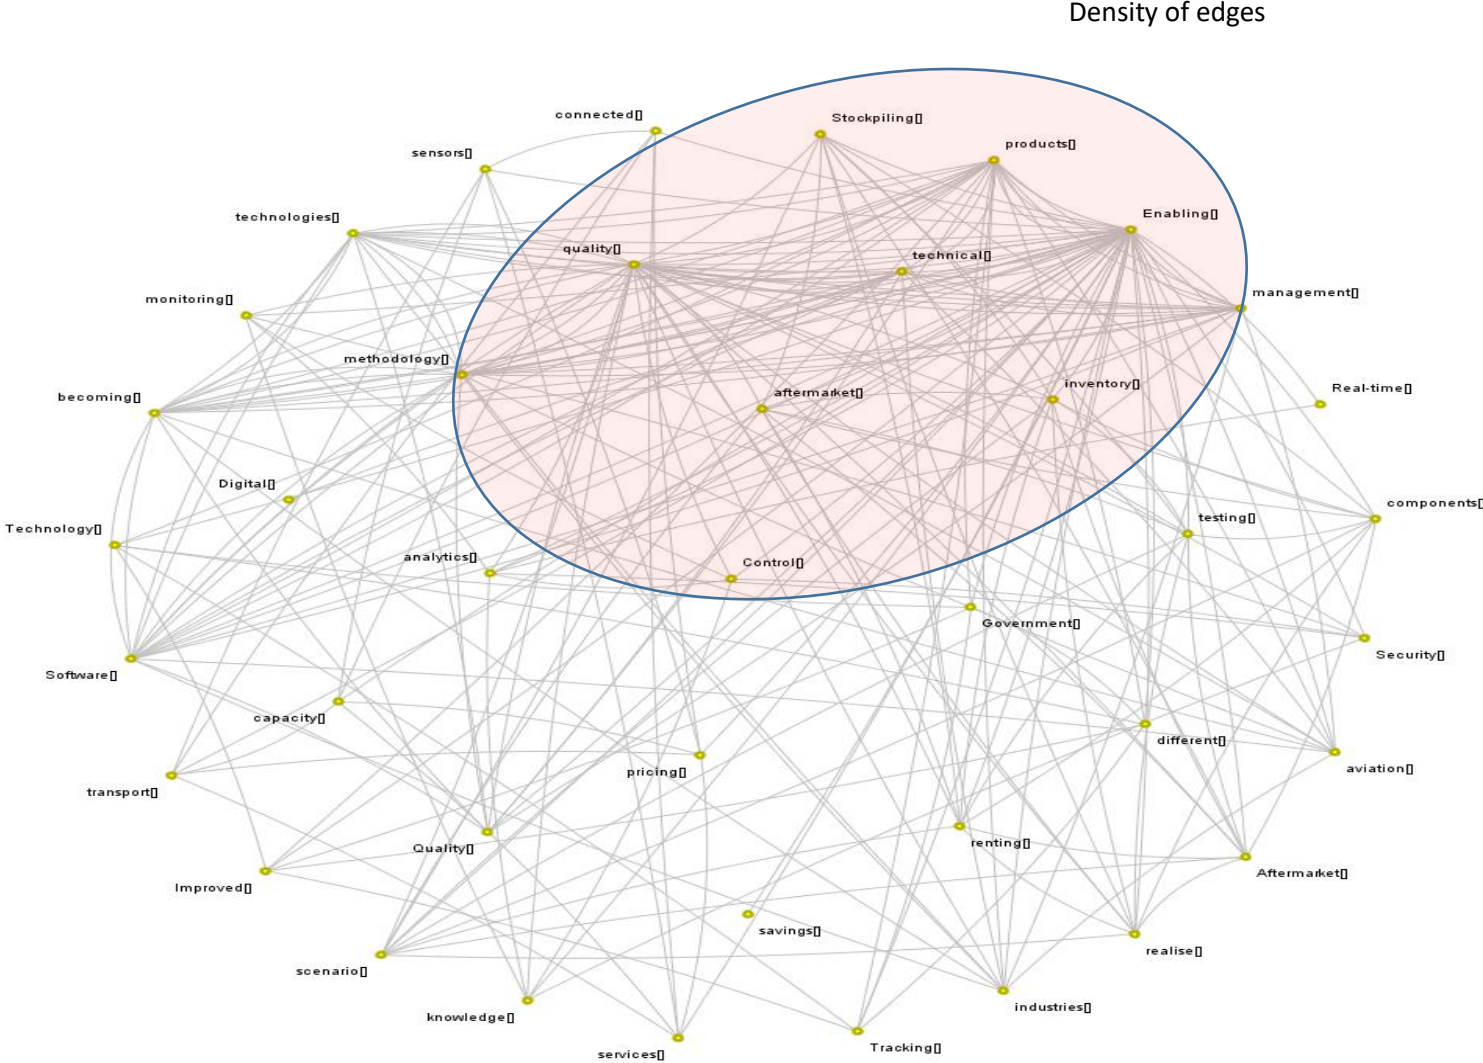 Density of edges
connected[]
Stockpiling[]
products[]
sensors[]
Enabling[]
technologies[]
quality[]
technical[]
management[]
monitoring[]
methodology[]
inventory[]
Real-time[]
aftermarket[]
becoming[]
Digital[]
components[]
testing[]
Technology[]
analytics[]
Control[]
Government[]
Security[]
Software[]
capacity[]
different[]
aviation[]
pricing[]
transport[]
renting[]
Quality[]
Aftermarket[]
Improved[]
savings[]
realise[]
scenario[]
industries[]
knowledge[]
Tracking[]
services[]